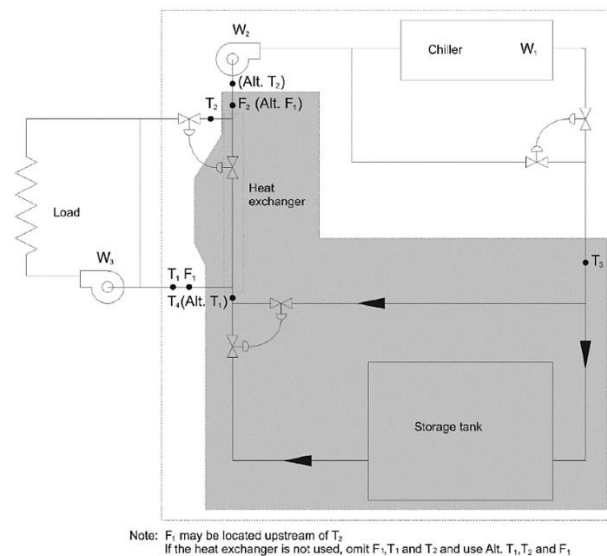 W₂
Chiller W₁
(Alt. T₂)
T₂ F₂ (Alt. F₁)
Heat
exchanger
Load
W₃
T₁ F₁
T₃
T₄(Alt. T₁)
Storage tank
Note: F₁ may be located upstream of T₂
If the heat exchanger is not used, omit F₁,T₁ and T₂ and use Alt. T₁,T₂ and F₁